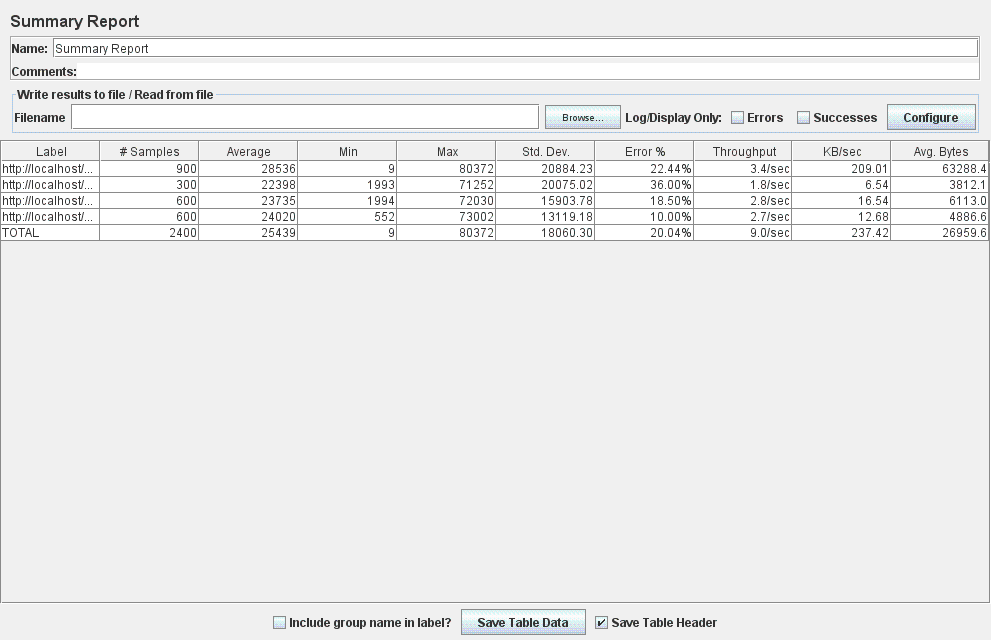 Summary Report
Name: Summary Report
Comments:
Write results to file / Read from file
Filename Browse... Log/Display Only: Errors Successes Configure
Label # Samples Average Min Max Std. Dev. Error % Throughput KB/sec Avg. Bytes
http://localhost/... 900 28536 9 80372 20884.23 22.44% 3.4/sec 209.01 63288.4
http://localhost/... 300 22398 1993 71252 20075.02 36.00% 1.8/sec 6.54 3812.1
http://localhost/... 600 23735 1994 72030 15903.78 18.50% 2.8/sec 16.54 6113.0
http://localhost/... 600 24020 552 73002 13119.18 10.00% 2.7/sec 12.68 4886.6
TOTAL 2400 25439 9 80372 18060.30 20.04% 9.0/sec 237.42 26959.6
Include group name in label? Save Table Data Save Table Header